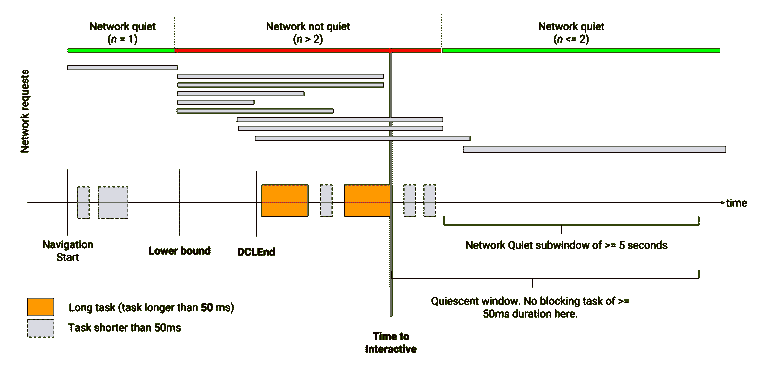 Network quiet
(n = 1)
Network not quiet
(n > 2)
Network quiet
(n <= 2)
Network requests
time
Navigation
Start
Lower bound
DCLEnd
Network Quiet subwindow of >= 5 seconds
Quiescent window. No blocking task of >=
50ms duration here.
Long task (task longer than 50 ms)
Task shorter than 50ms
Time to
Interactive